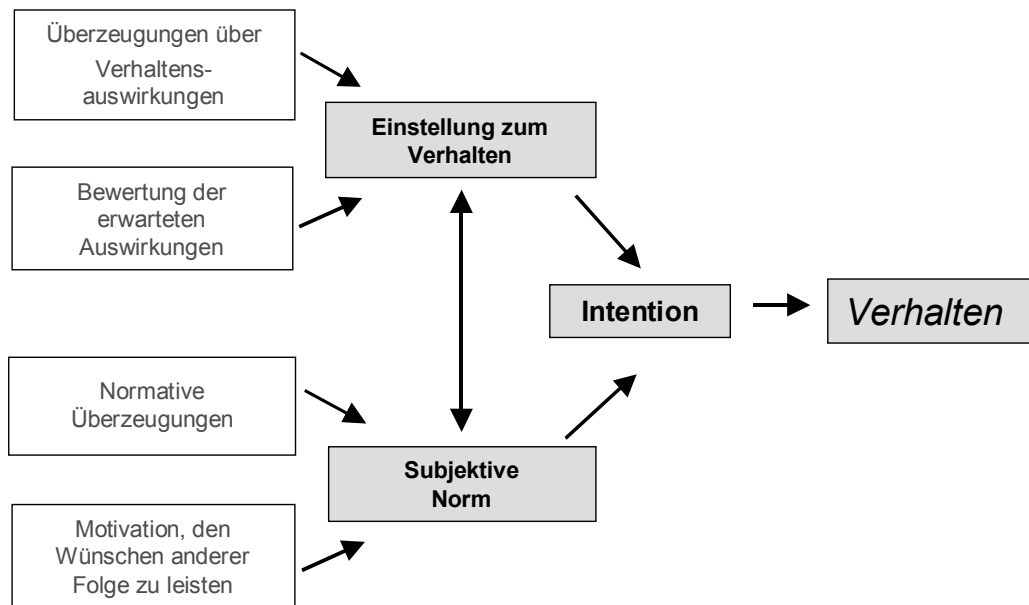 Überzeugungen über
Verhaltens-
auswirkungen
Einstellung zum
Verhalten
Bewertung der
erwarteten
Auswirkungen
Intention
Verhalten
Normative
Überzeugungen
Subjektive
Norm
Motivation, den
Wünschen anderer
Folge zu leisten